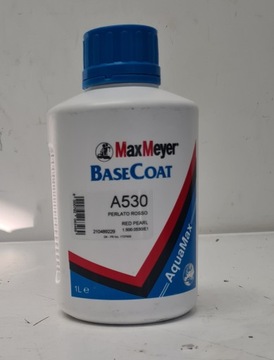 MaxMeyer
BASECOAT
A530
PERLATO ROSSO
RED PEARL
1L e
AquaMax